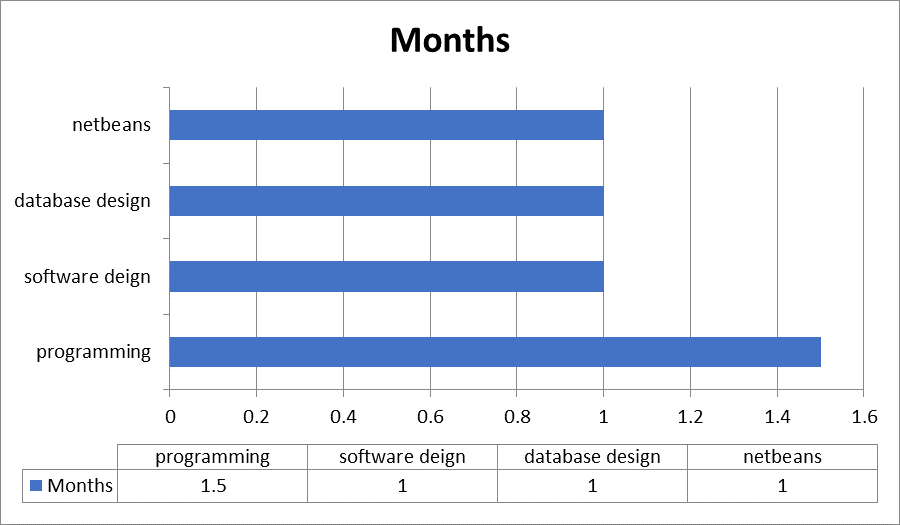 Months
netbeans
database design
software deign
programming
0 0.2 0.4 0.6 0.8 1 1.2 1.4 1.6
programming software deign database design netbeans
Months 1.5 1 1 1